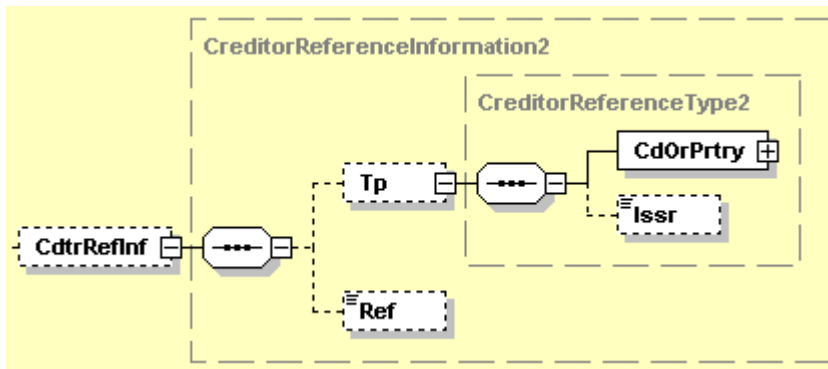 CreditorReferenceInformation2
CreditorReferenceType2
CdOrPrtry
Tp
Issr
CdtrRefInf
Ref